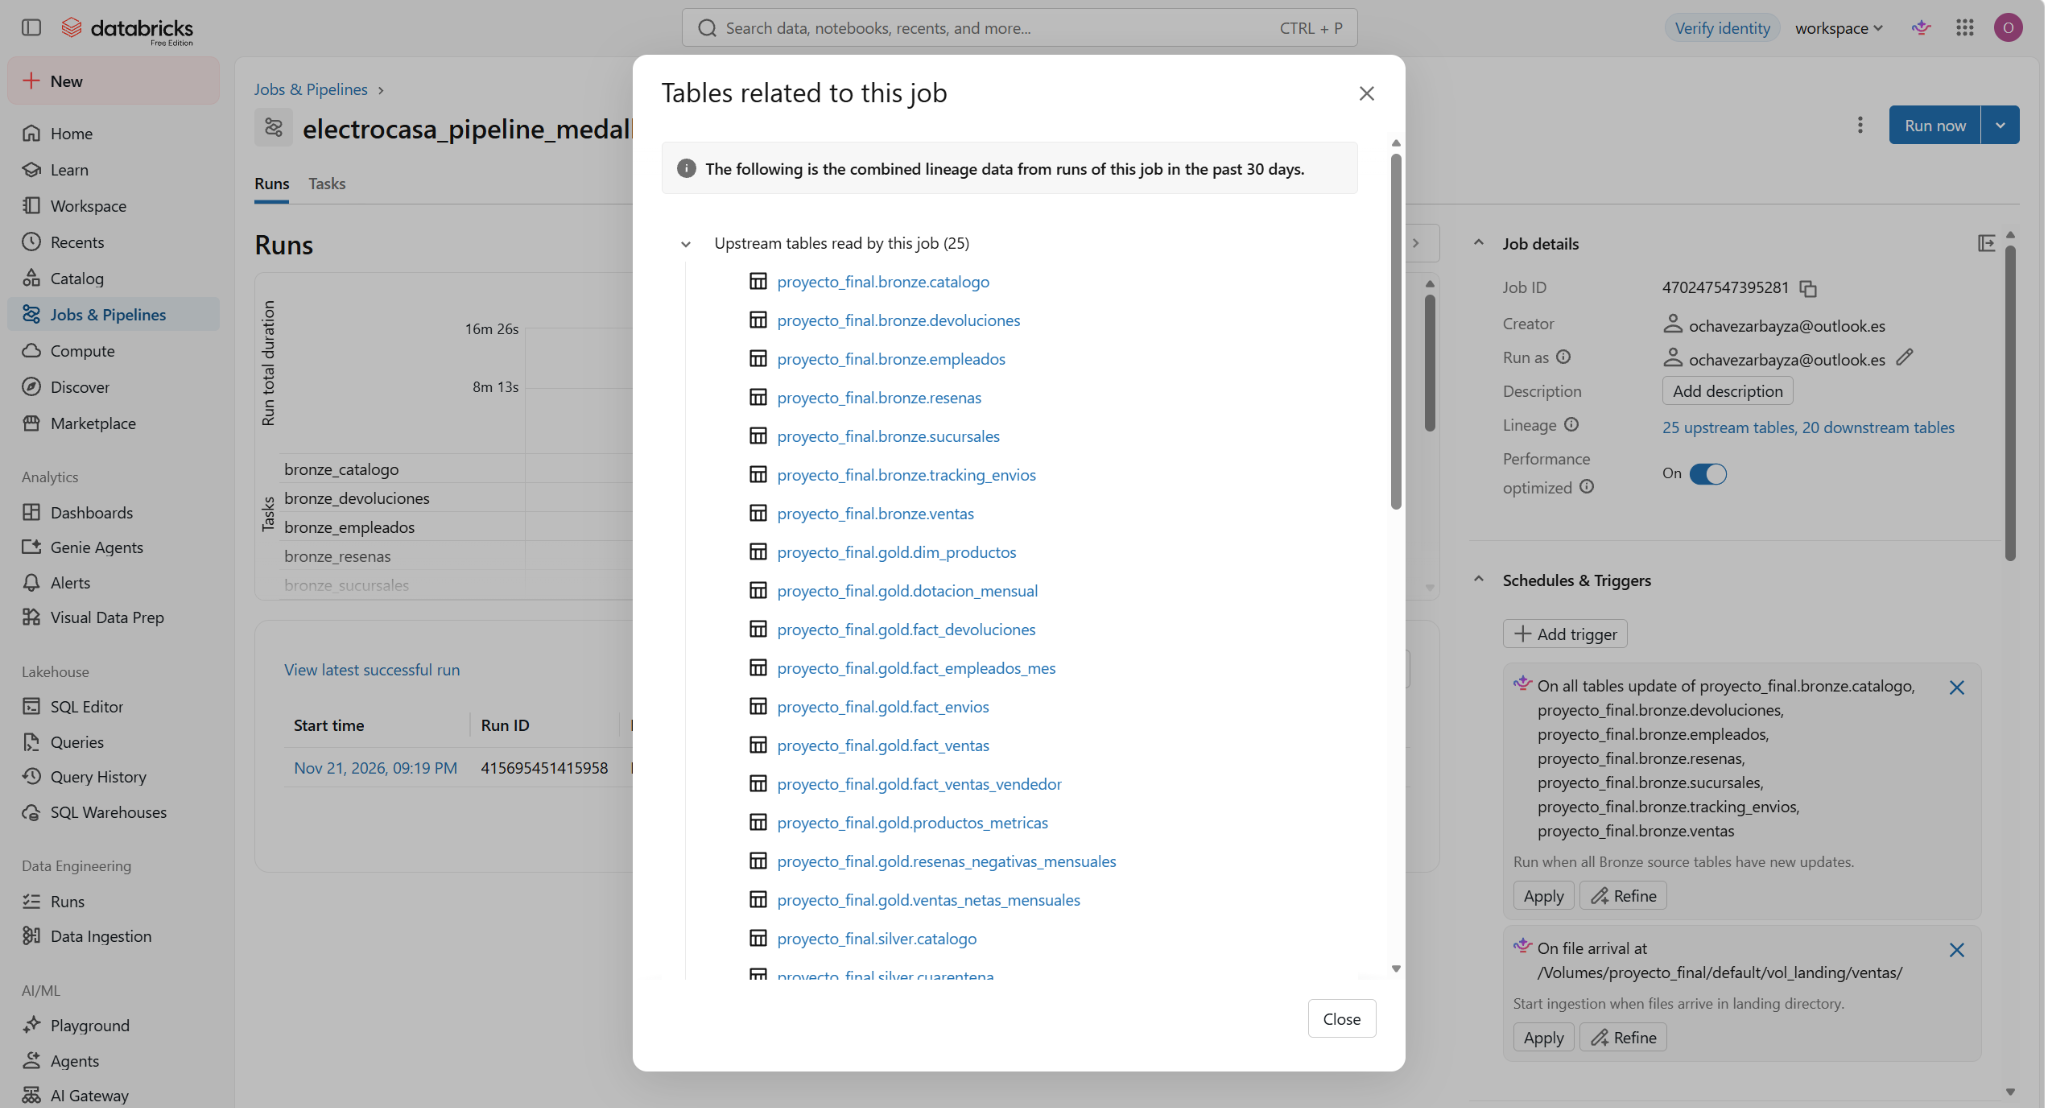 databricks
Free Edition
Search data, notebooks, recents, and more...
CTRL + P
Verify identity
workspace
O
New
Home
Learn
Workspace
Recents
Catalog
Jobs & Pipelines
Compute
Discover
Marketplace
Analytics
Dashboards
Genie Agents
Alerts
Visual Data Prep
Lakehouse
SQL Editor
Queries
Query History
SQL Warehouses
Data Engineering
Runs
Data Ingestion
AI/ML
Playground
Agents
AI Gateway
Jobs & Pipelines
electrocasa_pipeline_medall
Run now
Runs
Tasks
Runs
Run total duration
16m 26s
8m 13s
Tasks
bronze_catalogo
bronze_devoluciones
bronze_empleados
bronze_resenas
bronze_sucursales
View latest successful run
Start time
Run ID
Nov 21, 2026, 09:19 PM
415695451415958
Tables related to this job
The following is the combined lineage data from runs of this job in the past 30 days.
Upstream tables read by this job (25)
proyecto_final.bronze.catalogo
proyecto_final.bronze.devoluciones
proyecto_final.bronze.empleados
proyecto_final.bronze.resenas
proyecto_final.bronze.sucursales
proyecto_final.bronze.tracking_envios
proyecto_final.bronze.ventas
proyecto_final.gold.dim_productos
proyecto_final.gold.dotacion_mensual
proyecto_final.gold.fact_devoluciones
proyecto_final.gold.fact_empleados_mes
proyecto_final.gold.fact_envios
proyecto_final.gold.fact_ventas
proyecto_final.gold.fact_ventas_vendedor
proyecto_final.gold.productos_metricas
proyecto_final.gold.resenas_negativas_mensuales
proyecto_final.gold.ventas_netas_mensuales
proyecto_final.silver.catalogo
proyecto_final.silver.cuarentena
Close
Job details
Job ID
470247547395281
Creator
ochavezarbayza@outlook.es
Run as
ochavezarbayza@outlook.es
Description
Add description
Lineage
25 upstream tables, 20 downstream tables
Performance
optimized
On
Schedules & Triggers
Add trigger
On all tables update of proyecto_final.bronze.catalogo,
proyecto_final.bronze.devoluciones,
proyecto_final.bronze.empleados,
proyecto_final.bronze.resenas,
proyecto_final.bronze.sucursales,
proyecto_final.bronze.tracking_envios,
proyecto_final.bronze.ventas
Run when all Bronze source tables have new updates.
Apply
Refine
On file arrival at
/Volumes/proyecto_final/default/vol_landing/ventas/
Start ingestion when files arrive in landing directory.
Apply
Refine